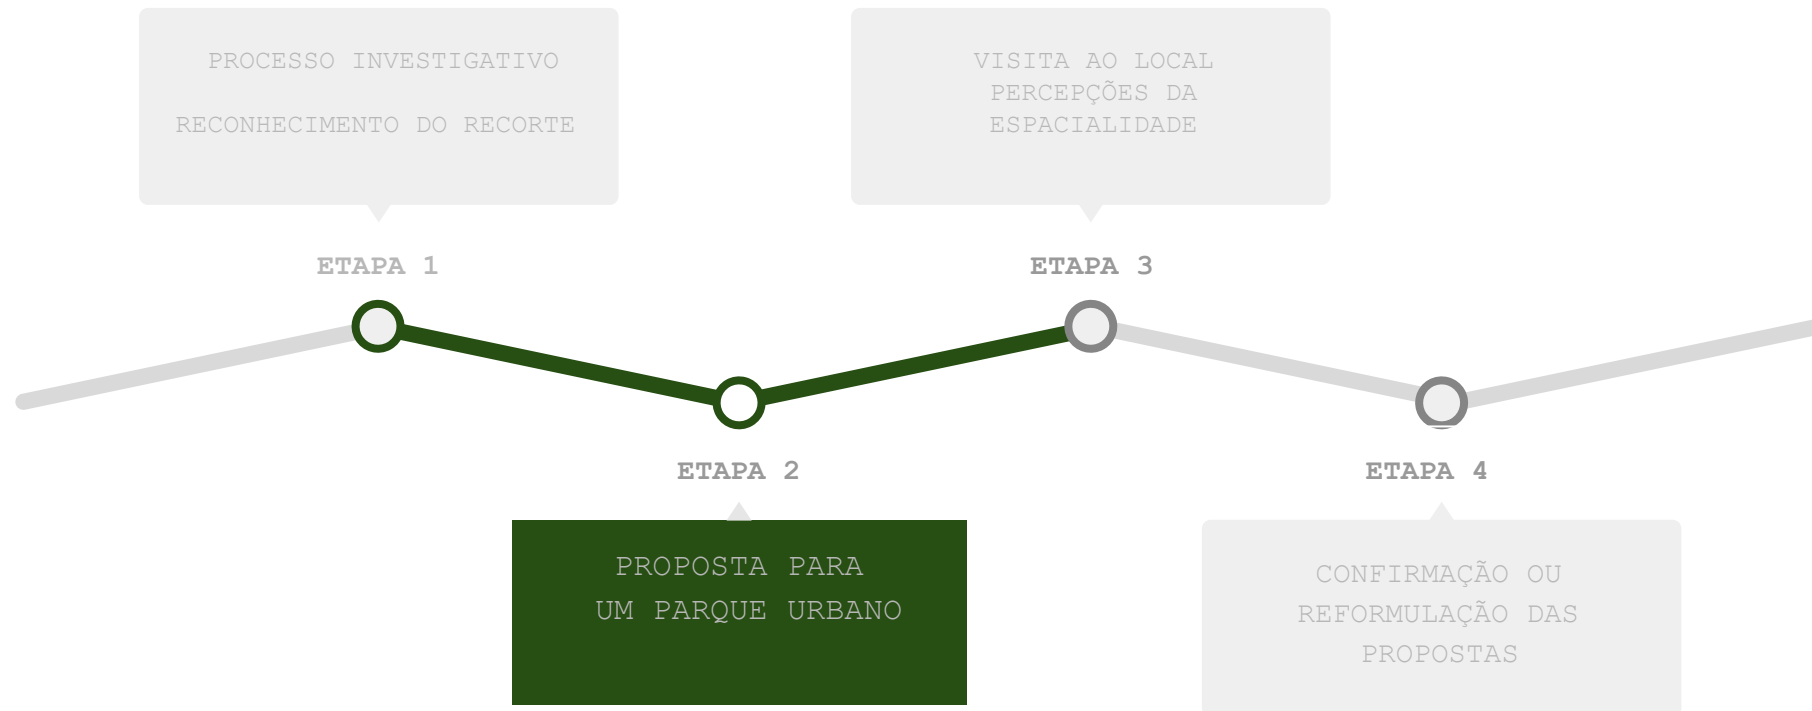 PROCESSO INVESTIGATIVO
RECONHECIMENTO DO RECORTE
ETAPA 1
PROPOSTA PARA
UM PARQUE URBANO
ETAPA 2
VISITA AO LOCAL
PERCEPÇÕES DA
ESPACIALIDADE
ETAPA 3
ETAPA 4
CONFIRMAÇÃO OU
REFORMULAÇÃO DAS
PROPOSTAS